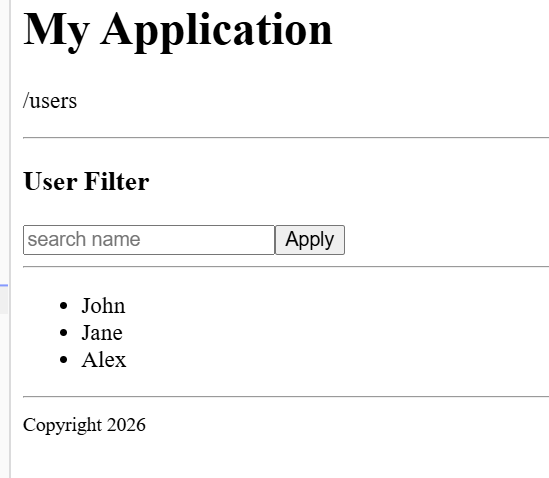 My Application
/users
User Filter
search name Apply
John
Jane
Alex
Copyright 2026